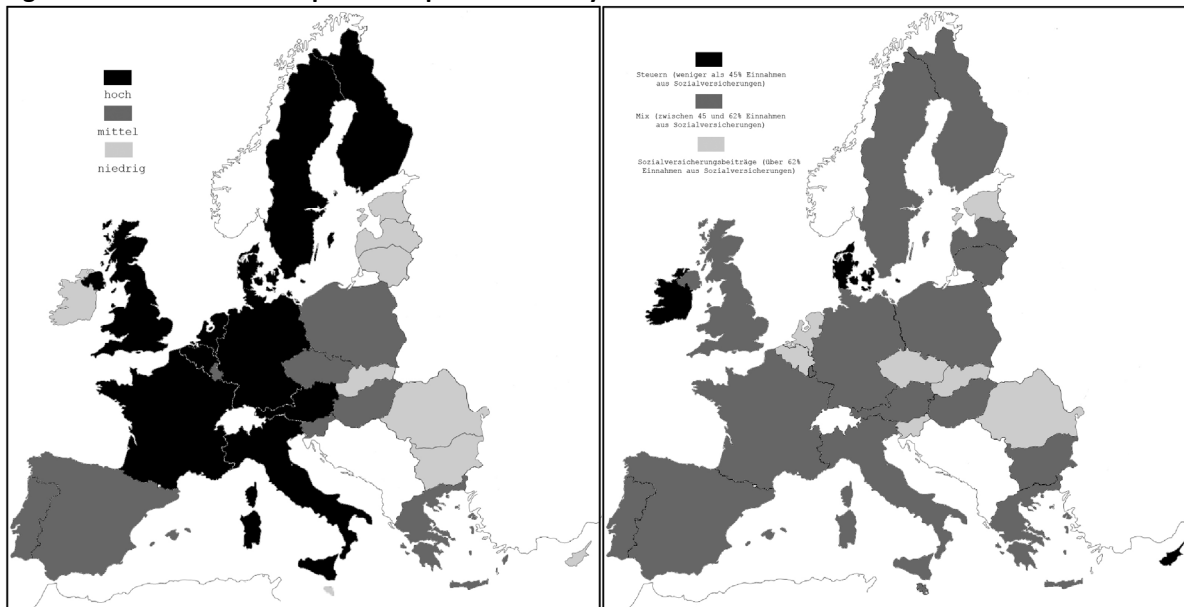 hoch
mittel
niedrig
Steuern (weniger als 45% Einnahmen
aus Sozialversicherungen)
Mix (zwischen 45 und 62% Einnahmen
aus Sozialversicherungen)
Sozialversicherungsbeiträge (über 62%
Einnahmen aus Sozialversicherungen)